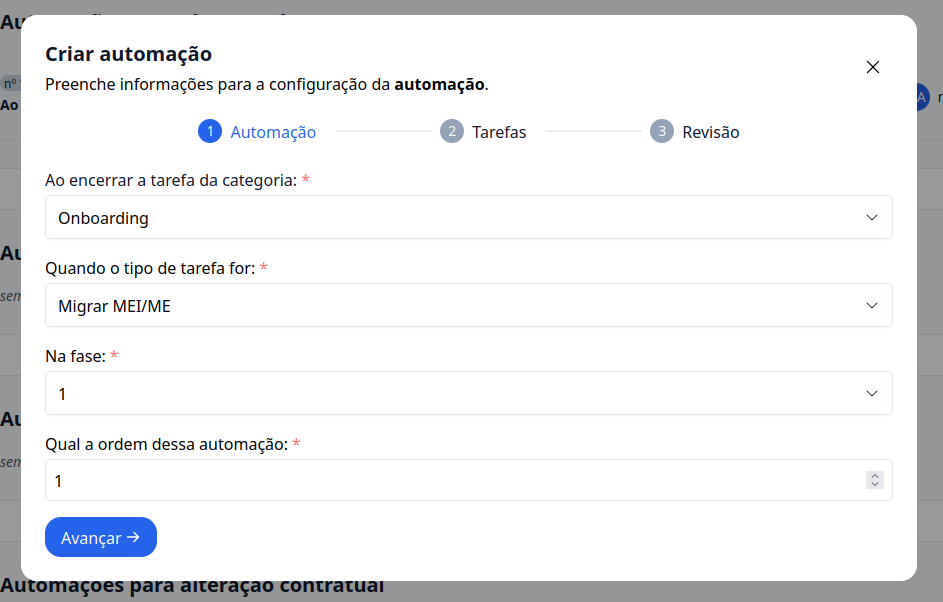 Criar automação
Preenche informações para a configuração da automação.
nº
Ao
A
1 Automação
2 Tarefas
3 Revisão
Ao encerrar a tarefa da categoria: *
Onboarding
Quando o tipo de tarefa for: *
Migrar MEI/ME
Na fase: *
1
Qual a ordem dessa automação: *
1
Avançar →
Automações para alteração contratual